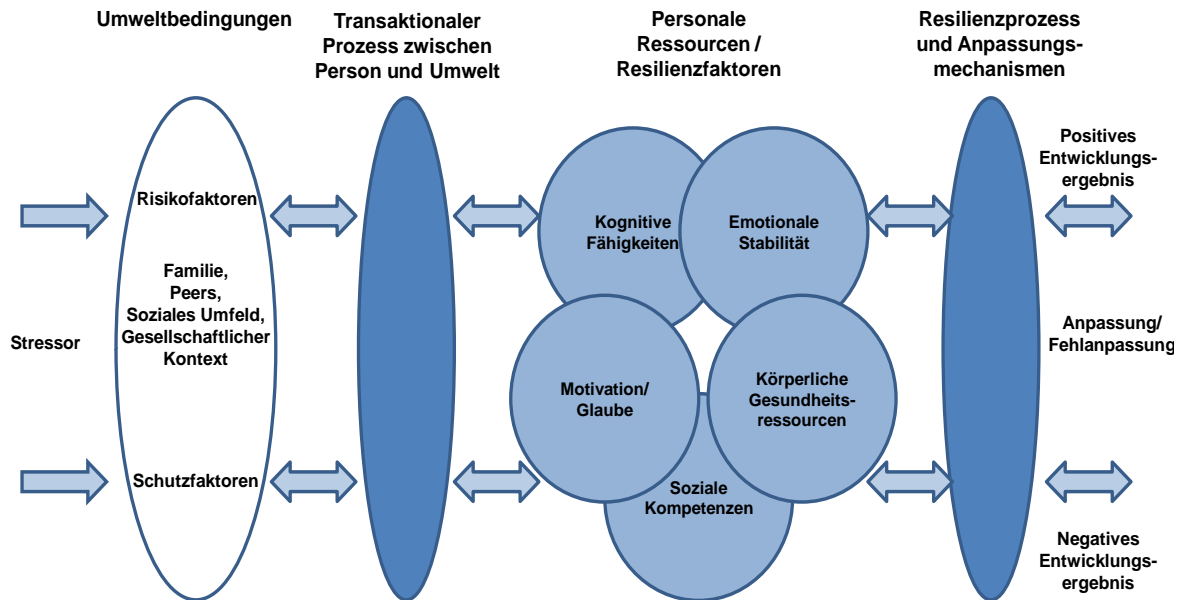 Umweltbedingungen
Transaktionaler
Prozess zwischen
Person und Umwelt
Personale
Ressourcen /
Resilienzfaktoren
Resilienzprozess
und Anpassungs-
mechanismen
Stressor
Risikofaktoren
Familie,
Peers,
Soziales Umfeld,
Gesellschaftlicher
Kontext
Schutzfaktoren
Kognitive
Fähigkeiten
Emotionale
Stabilität
Motivation/
Glaube
Körperliche
Gesundheits-
ressourcen
Soziale
Kompetenzen
Positives
Entwicklungs-
ergebnis
Anpassung/
Fehlanpassung
Negatives
Entwicklungs-
ergebnis